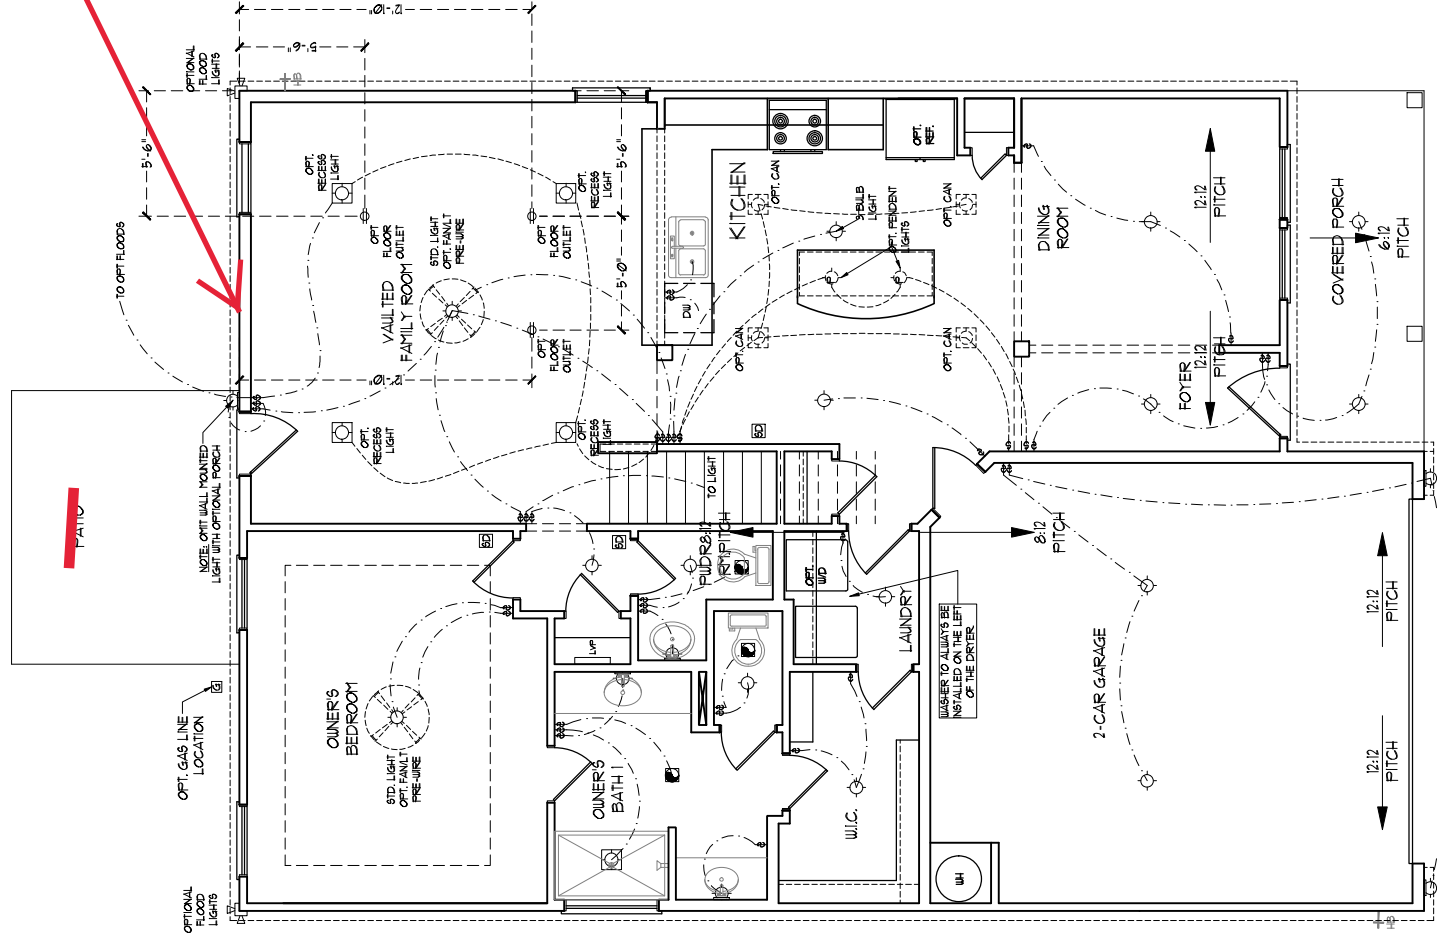 12'-10"
5'-6"
OPTIONAL
FLOOD
LIGHTS
HB
5'-6"
5'-6"
TO OPT FLOODS
OPT.
RECESS
LIGHT
OPT.
RECESS
LIGHT
OPT
FLOOR
OUTLET
OPT
FLOOR
OUTLET
STD. LIGHT
OPT. FAN/LT
PRE-WIRE
VAULTED
FAMILY ROOM
5'-0"
OPT
FLOOR
OUTLET
12'-10"
OPT.
RECESS
LIGHT
OPT.
RECESS
LIGHT
NOTE: OMIT WALL MOUNTED
LIGHT WITH OPTIONAL PORCH
PATIO
KITCHEN
OPT. CAN
OPT.
REF.
DW
3-BULB
LIGHT
OPT. PENDENT
LIGHTS
OPT. CAN
OPT. CAN
OPT. CAN
DINING
ROOM
12:12
PITCH
COVERED PORCH
6:12
PITCH
FOYER
12:12
PITCH
SD
TO LIGHT
SD
SD
PWDR
RM
8:12
PITCH
8:12
PITCH
OPT.
W/D
LAUNDRY
WASHER TO ALWAYS BE
INSTALLED ON THE LEFT
OF THE DRYER
LVP
OWNER'S
BEDROOM
STD. LIGHT
OPT. FAN/LT
PRE-WIRE
G
OPT. GAS LINE
LOCATION
OWNER'S
BATH 1
W.I.C.
2-CAR GARAGE
12:12
PITCH
12:12
PITCH
WH
OPTIONAL
FLOOD
LIGHTS
HB